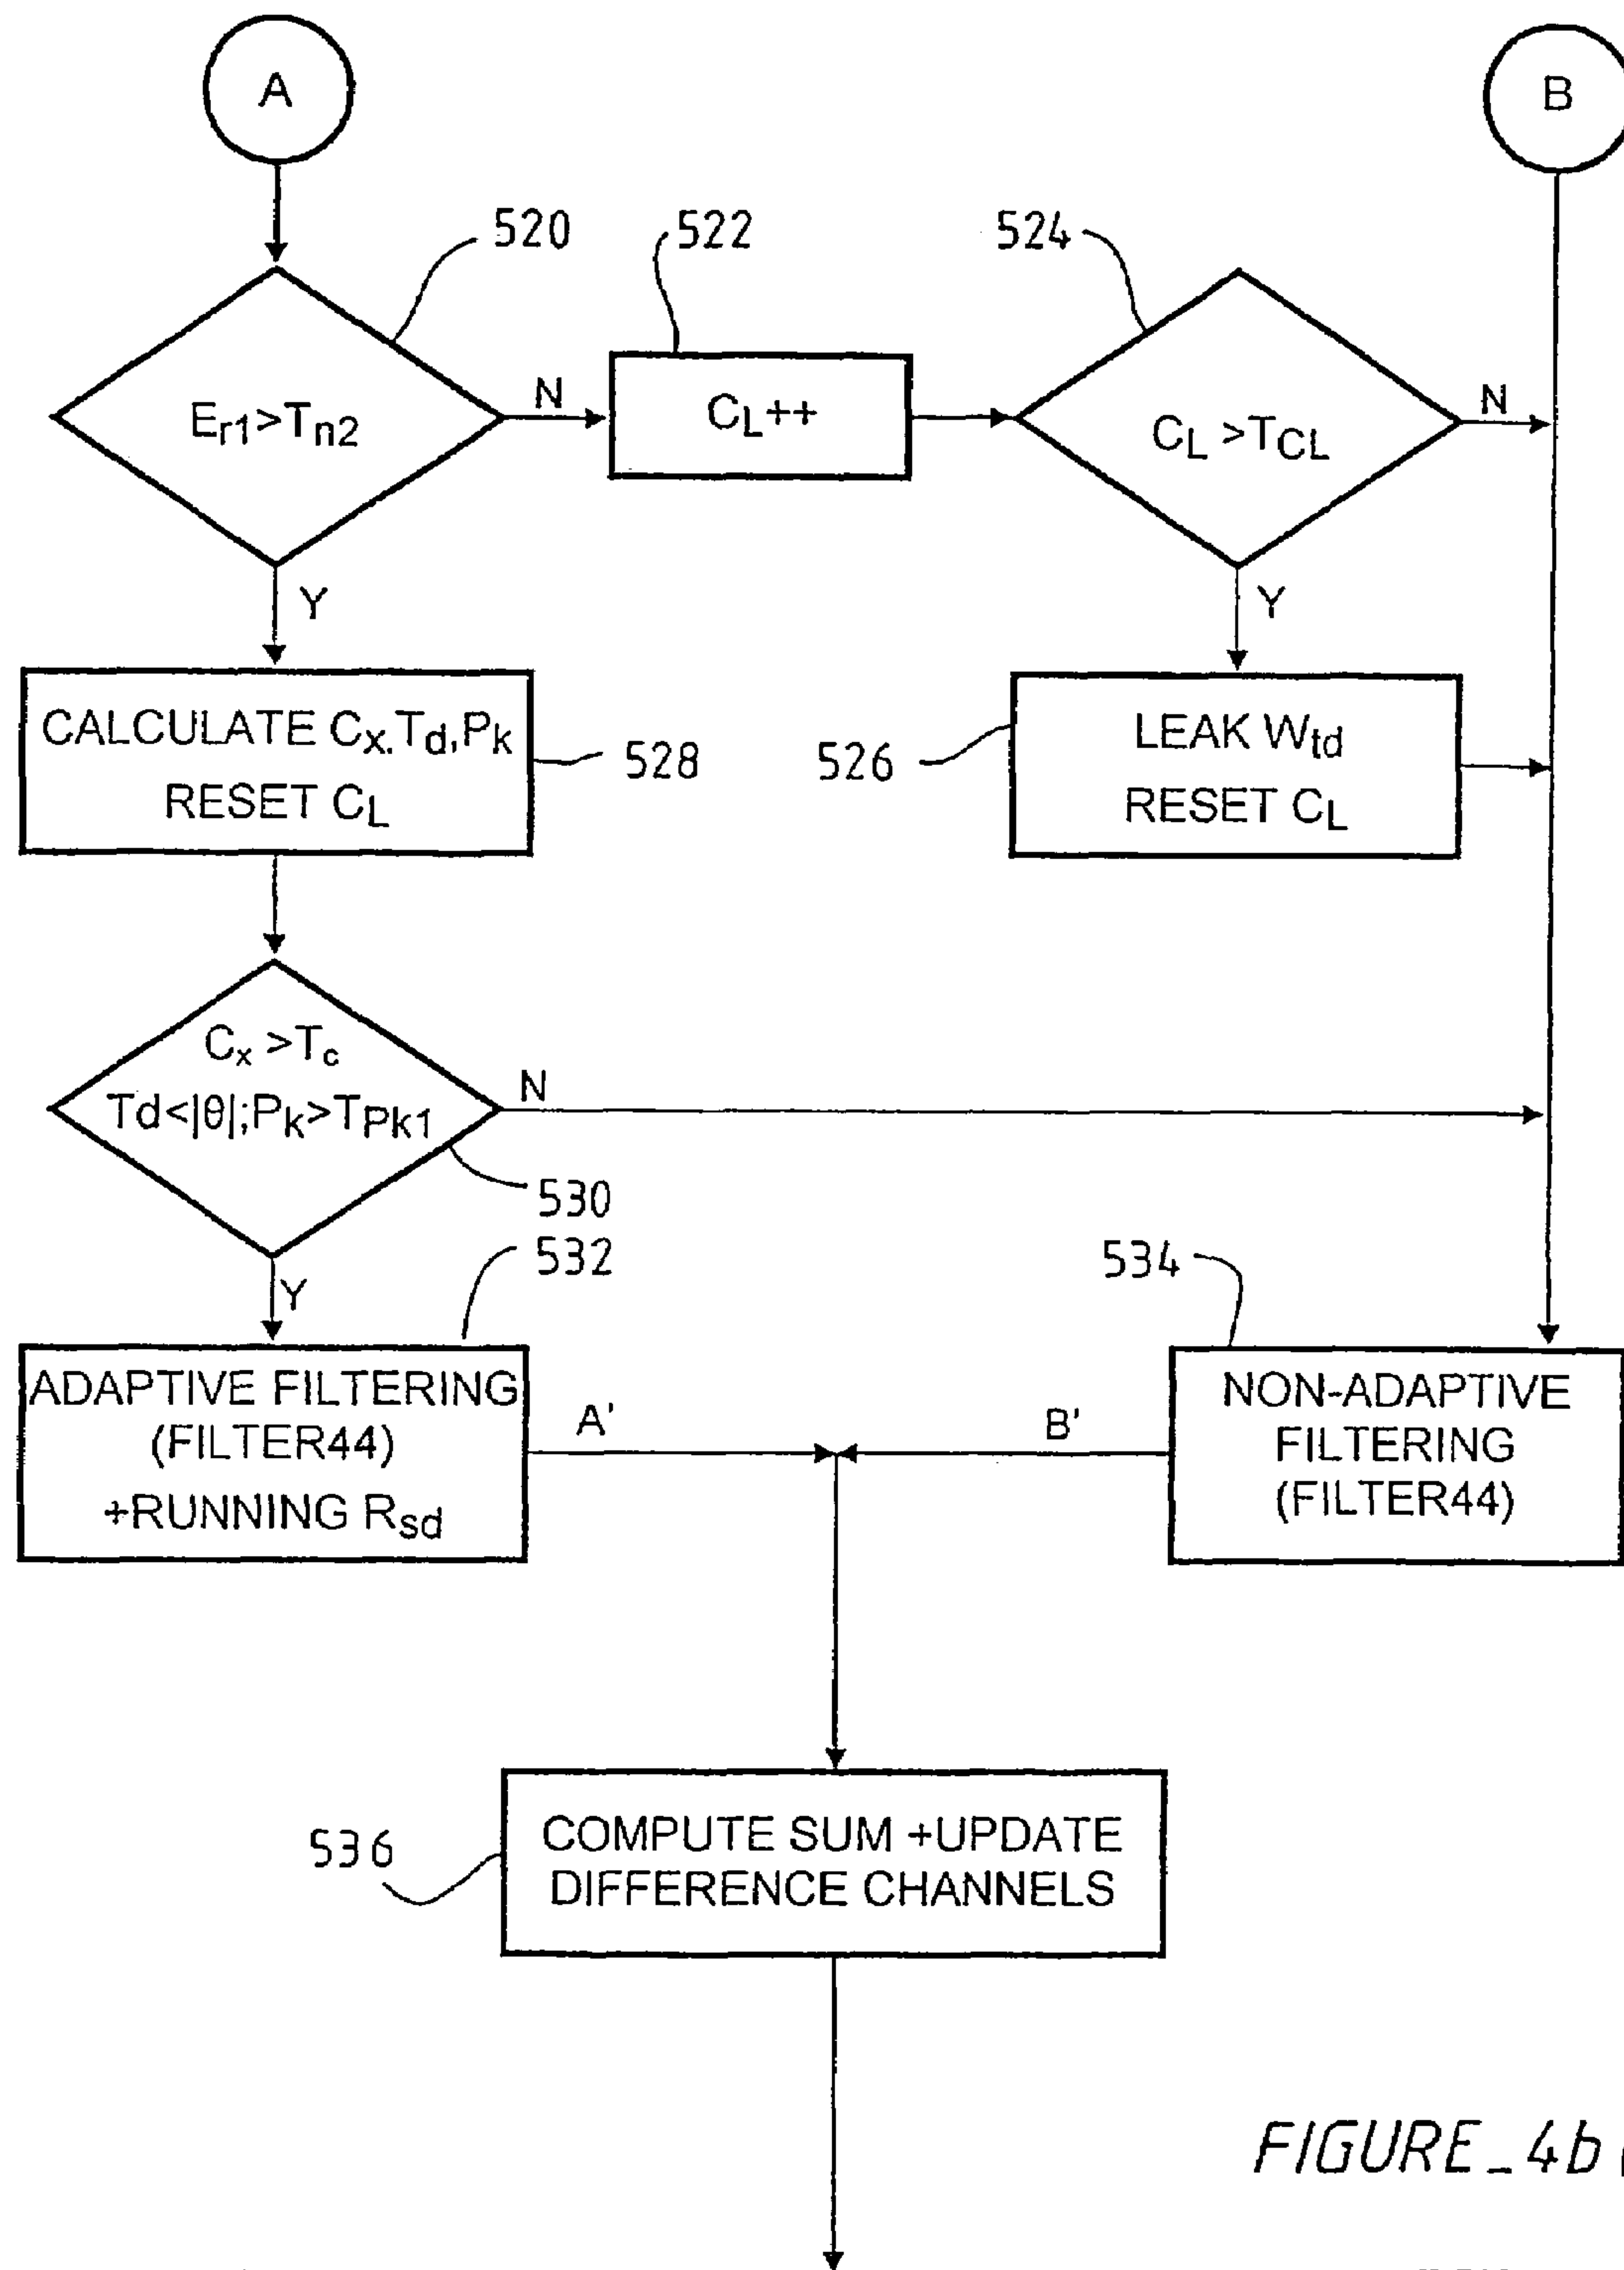 A
B
520
522
524
Er1>Tn2
N
CL++
CL >TCL
N
Y
Y
CALCULATE Cx.Td,Pk
RESET CL
528
526
LEAK Wtd
RESET CL
Cx >Tc
Td<|θ|;Pk>TPk1
N
530
532
534
Y
ADAPTIVE FILTERING
(FILTER44)
+RUNNING Rsd
A'
B'
NON-ADAPTIVE
FILTERING
(FILTER44)
536
COMPUTE SUM +UPDATE
DIFFERENCE CHANNELS
FIGURE_4b